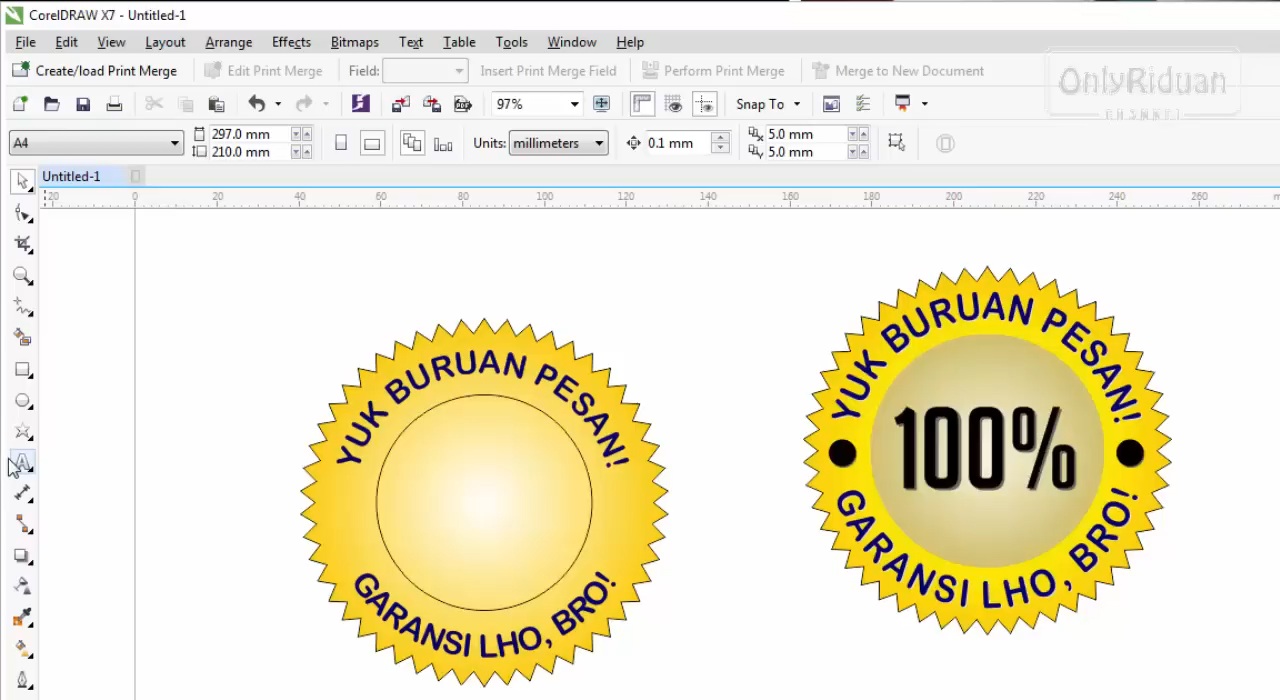 CorelDRAW X7 - Untitled-1
File Edit View Layout Arrange Effects Bitmaps Text Table Tools Window Help
Create/load Print Merge Edit Print Merge Field: Insert Print Merge Field Perform Print Merge Merge to New Document
OnlyRiduan
97% Snap To
A4 297.0 mm 210.0 mm Units: millimeters 0.1 mm 5.0 mm 5.0 mm
Untitled-1
20 0 20 40 60 80 100 120 140 160 180 200 220 240 260
YUK BURUAN PESAN!
GARANSI LHO, BRO!
YUK BURUAN PESAN!
100%
GARANSI LHO, BRO!